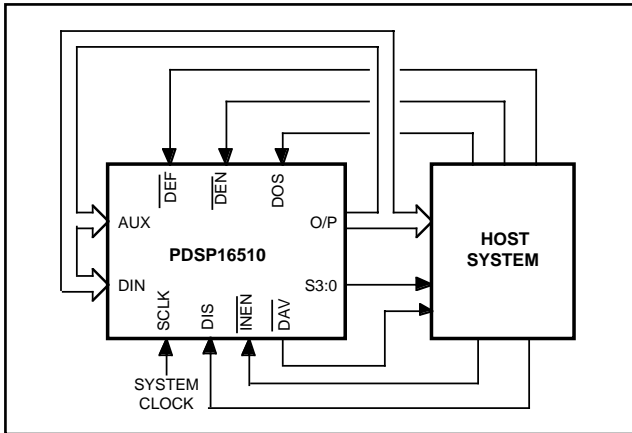 DEF
DEN
DOS
AUX
O/P
PDSP16510
HOST
SYSTEM
DIN
S3:0
SCLK
DIS
INEN
DAV
SYSTEM
CLOCK